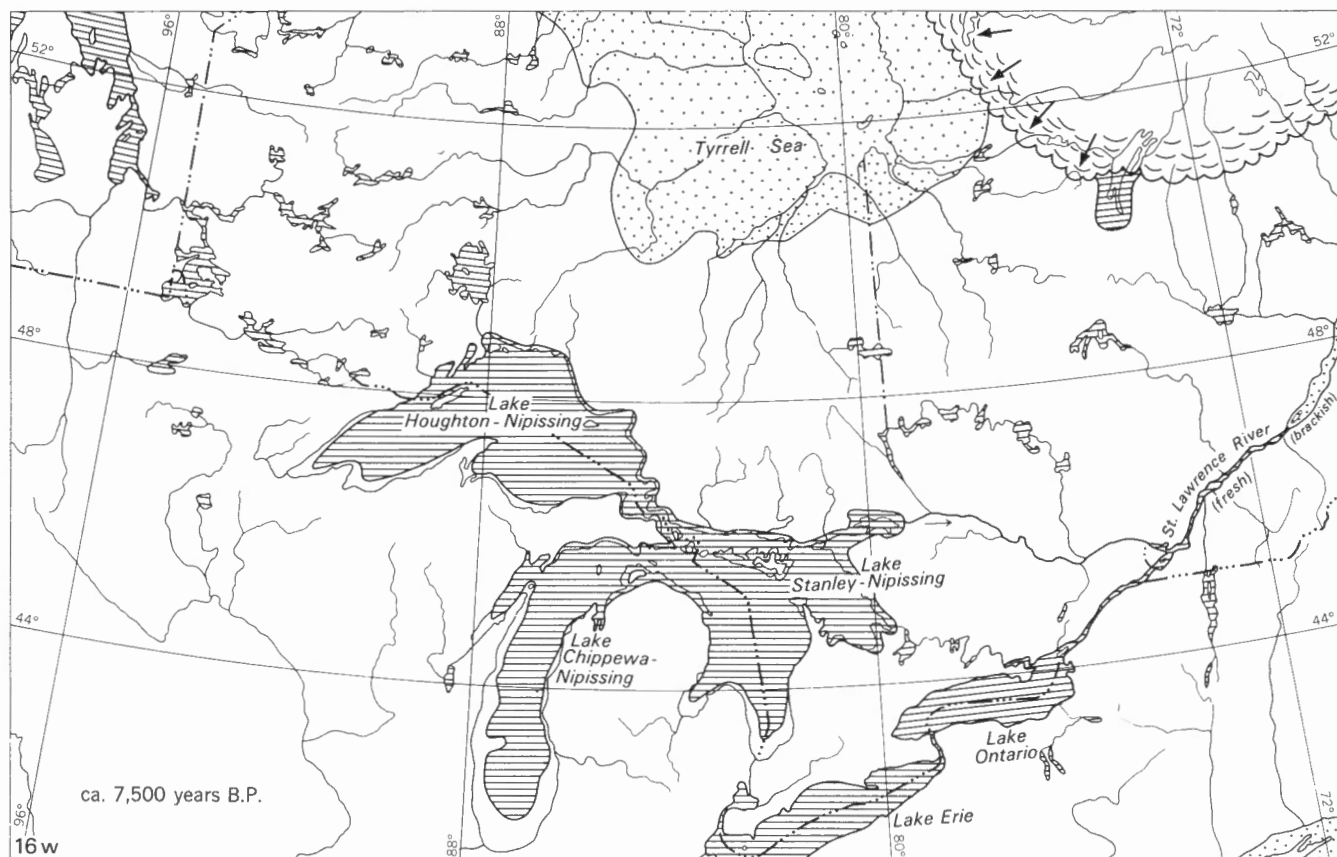 96°
88°
80°
72°
52°
52°
Tyrrell Sea
48°
48°
Lake
Houghton-Nipissing
(brackish)
St. Lawrence River
(fresh)
Lake
Stanley-Nipissing
44°
44°
Lake
Chippewa-
Nipissing
Lake
Ontario
ca. 7,500 years B.P.
Lake Erie
96°
88°
80°
72°
16w